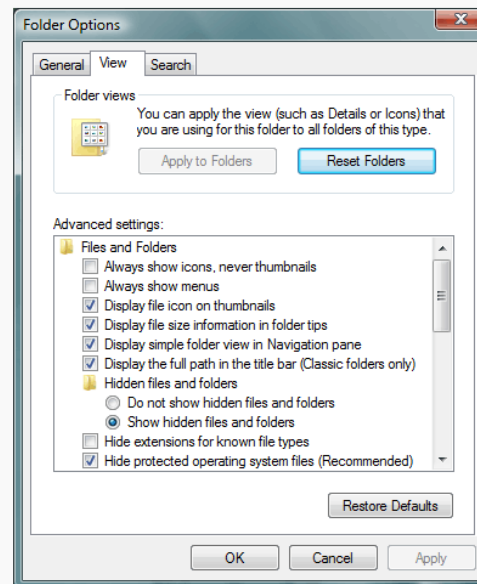 Folder Options
General View Search
Folder views
You can apply the view (such as Details or Icons) that
you are using for this folder to all folders of this type.
Apply to Folders Reset Folders
Advanced settings:
Files and Folders
Always show icons, never thumbnails
Always show menus
Display file icon on thumbnails
Display file size information in folder tips
Display simple folder view in Navigation pane
Display the full path in the title bar (Classic folders only)
Hidden files and folders
Do not show hidden files and folders
Show hidden files and folders
Hide extensions for known file types
Hide protected operating system files (Recommended)
Restore Defaults
OK Cancel Apply